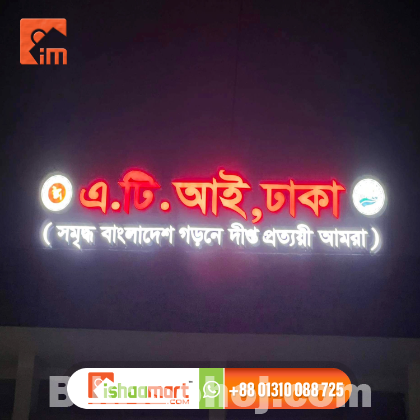 im
এ.টি.আই,ঢাকা
(সমৃদ্ধ বাংলাদেশ গড়নে দীপ্ত প্রত্যয়ী আমরা)
ishaamart
.COM
+88 01310 088 725